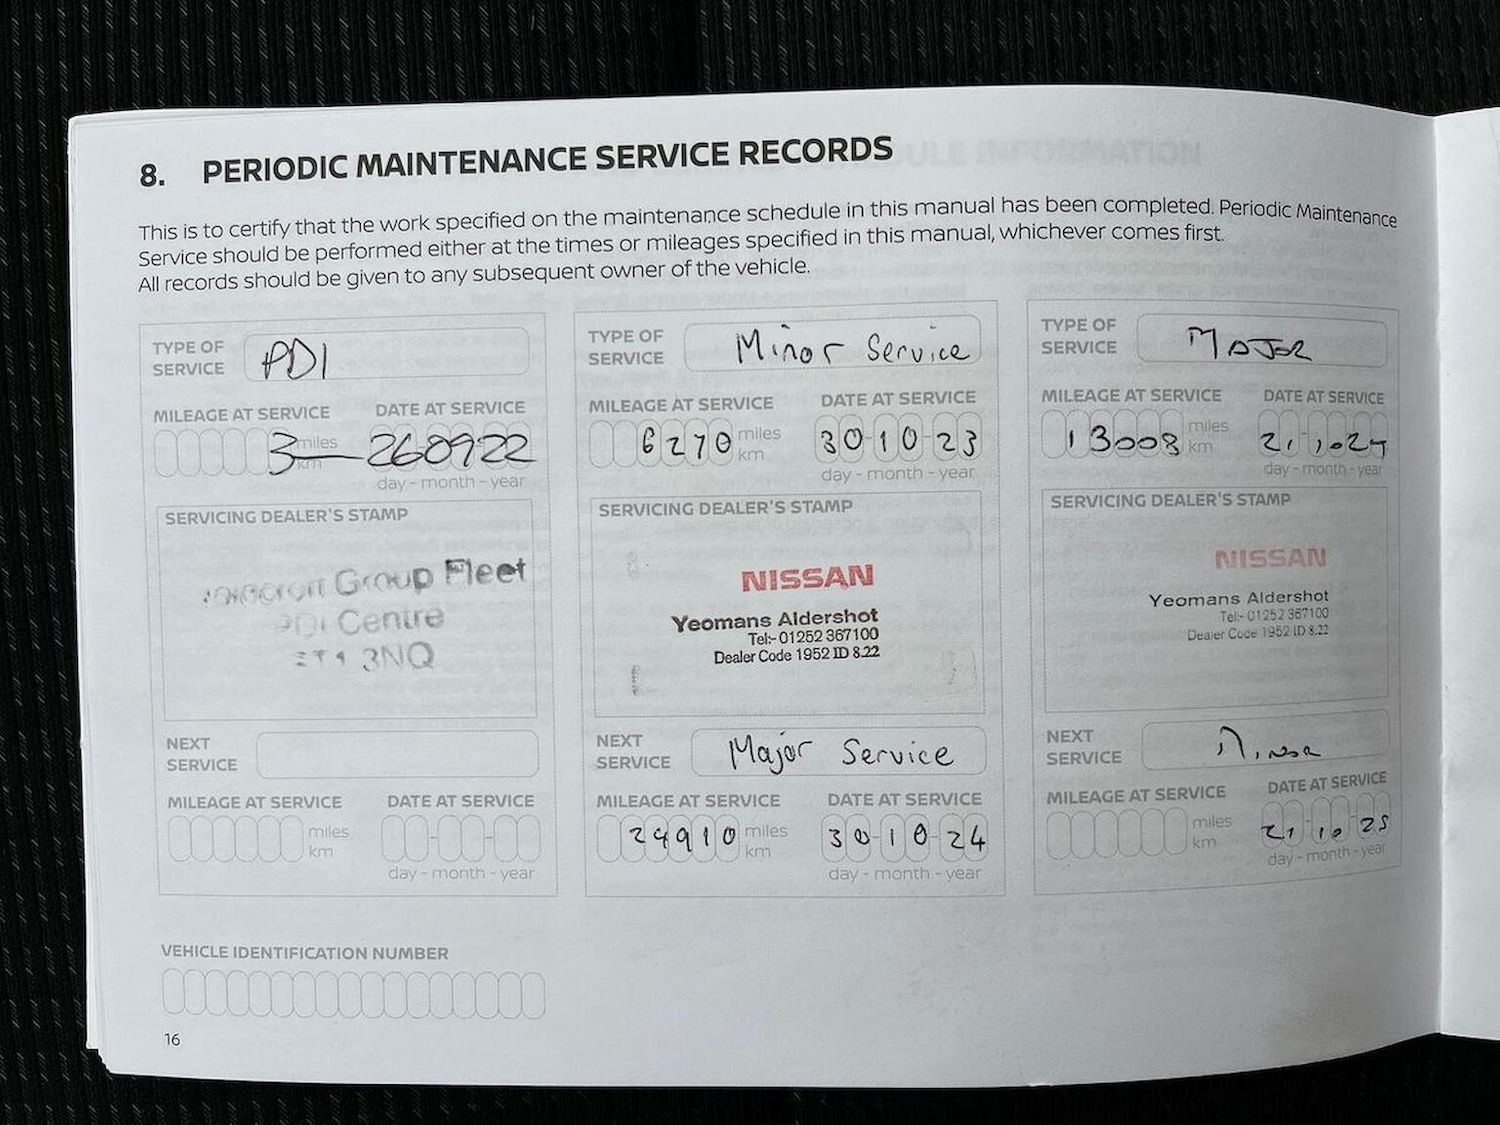 8. PERIODIC MAINTENANCE SERVICE RECORDS
This is to certify that the work specified on the maintenance schedule in this manual has been completed. Periodic Maintenance
Service should be performed either at the times or mileages specified in this manual, whichever comes first.
All records should be given to any subsequent owner of the vehicle.
TYPE OF
SERVICE
PDI
MILEAGE AT SERVICE
DATE AT SERVICE
3
miles
km
260922
day - month - year
SERVICING DEALER'S STAMP
Group Fleet
PDI Centre
3NQ
NEXT
SERVICE
MILEAGE AT SERVICE
DATE AT SERVICE
miles
km
day - month - year
TYPE OF
SERVICE
Minor Service
MILEAGE AT SERVICE
DATE AT SERVICE
6270
miles
km
30-10-23
day - month - year
SERVICING DEALER'S STAMP
NISSAN
Yeomans Aldershot
Tel:- 01252 367100
Dealer Code 1952 ID 8.22
NEXT
SERVICE
Major Service
MILEAGE AT SERVICE
DATE AT SERVICE
24910
miles
km
30-10-24
day - month - year
TYPE OF
SERVICE
MAJOR
MILEAGE AT SERVICE
DATE AT SERVICE
13008
miles
km
21-10-24
day - month - year
SERVICING DEALER'S STAMP
NISSAN
Yeomans Aldershot
Tel:- 01252 367100
Dealer Code 1952 ID 8.22
NEXT
SERVICE
Minor
MILEAGE AT SERVICE
DATE AT SERVICE
miles
km
21-10-25
day - month - year
VEHICLE IDENTIFICATION NUMBER
16